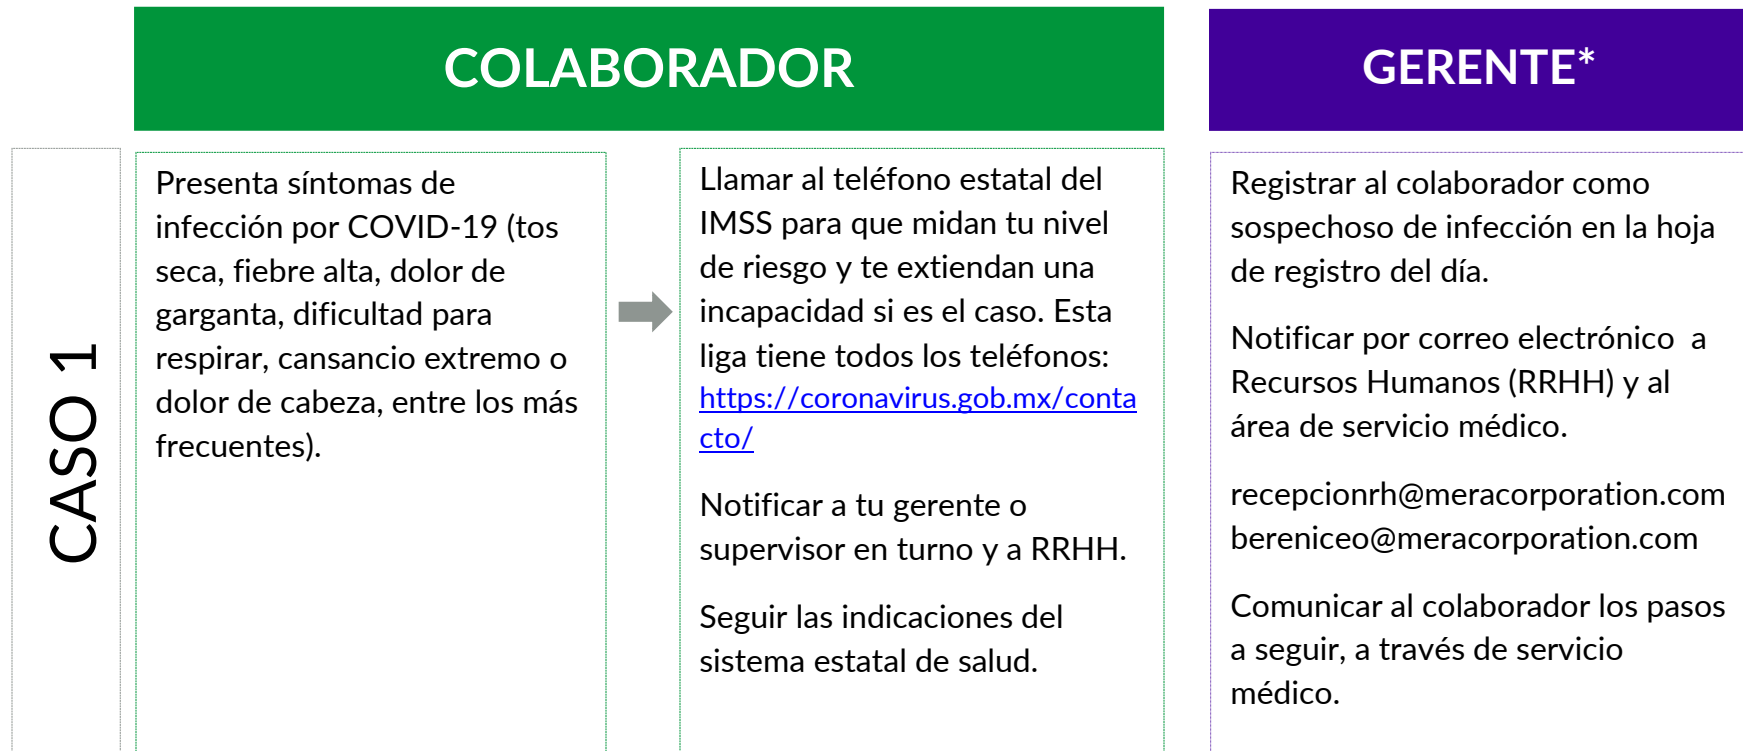 COLABORADOR
GERENTE*
CASO 1
Presenta síntomas de
infección por COVID-19 (tos
seca, fiebre alta, dolor de
garganta, dificultad para
respirar, cansancio extremo o
dolor de cabeza, entre los más
frecuentes).
Llamar al teléfono estatal del
IMSS para que midan tu nivel
de riesgo y te extiendan una
incapacidad si es el caso. Esta
liga tiene todos los teléfonos:
https://coronavirus.gob.mx/conta
cto/
Notificar a tu gerente o
supervisor en turno y a RRHH.
Seguir las indicaciones del
sistema estatal de salud.
Registrar al colaborador como
sospechoso de infección en la hoja
de registro del día.
Notificar por correo electrónico  a
Recursos Humanos (RRHH) y al
área de servicio médico.
recepcionrh@meracorporation.com
bereniceo@meracorporation.com
Comunicar al colaborador los pasos
a seguir, a través de servicio
médico.